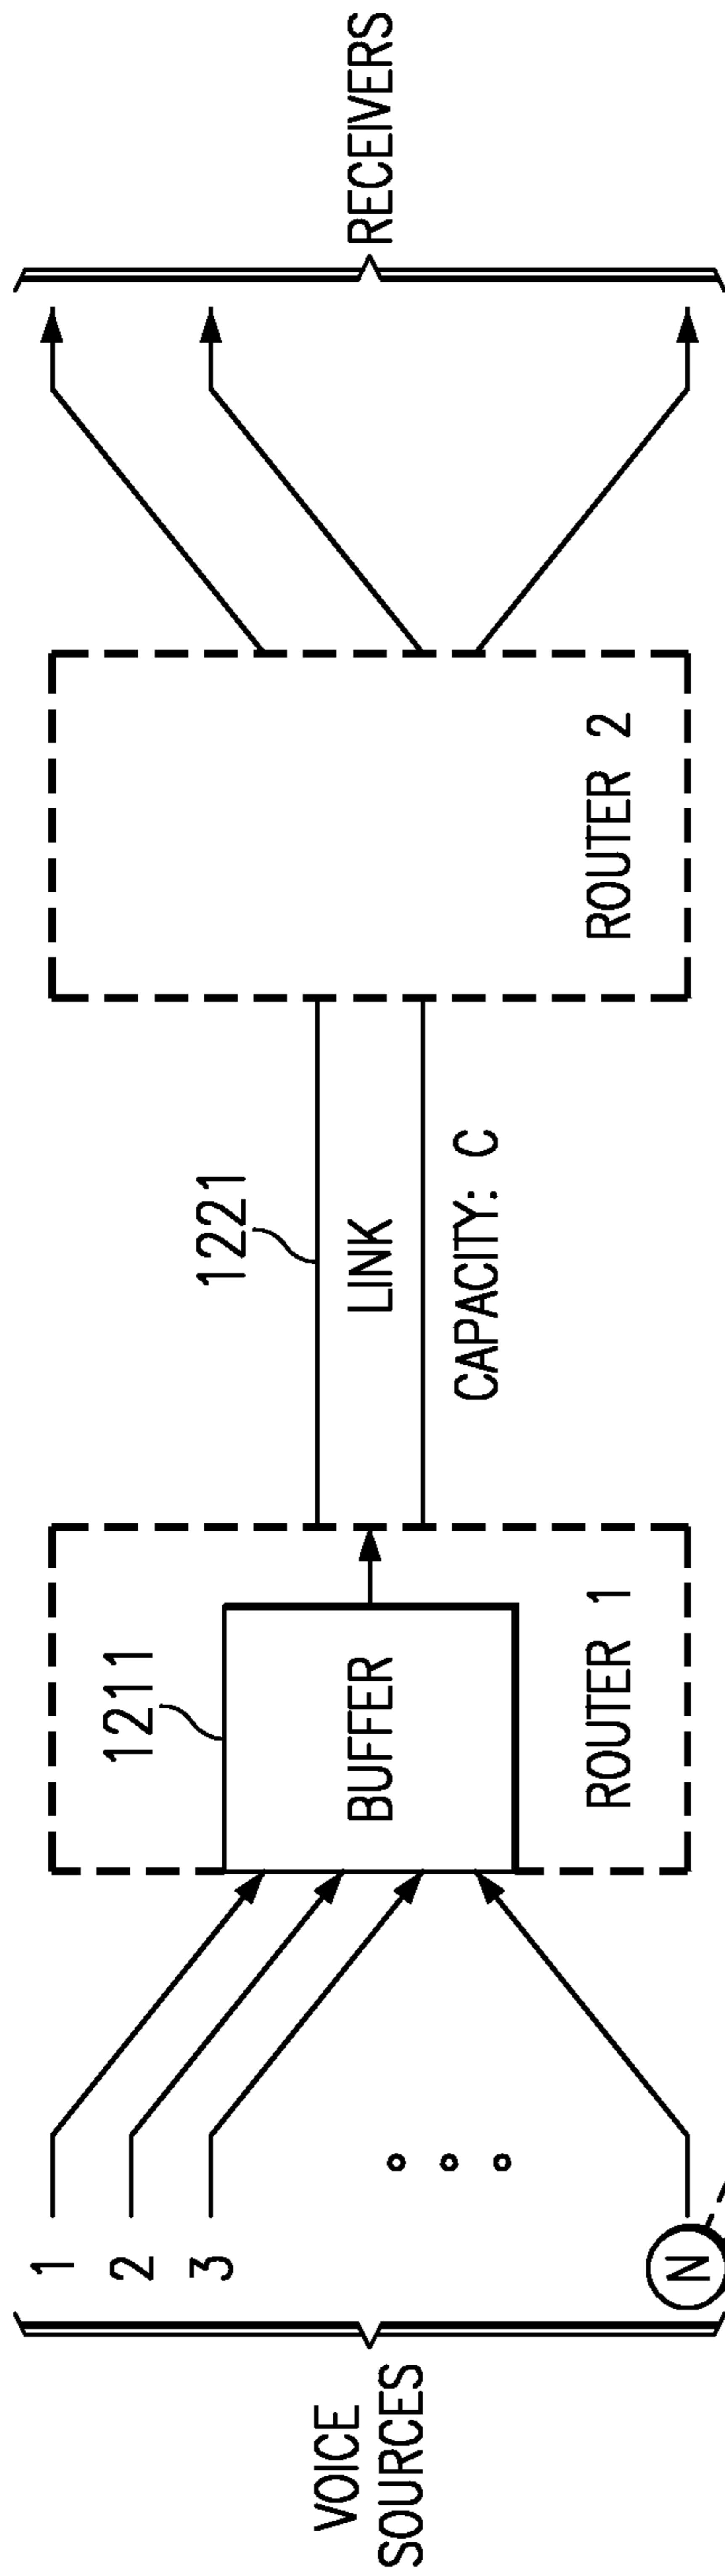 VOICE
SOURCES
1
2
3
N
1211
BUFFER
ROUTER 1
1221
LINK
CAPACITY: C
ROUTER 2
RECEIVERS